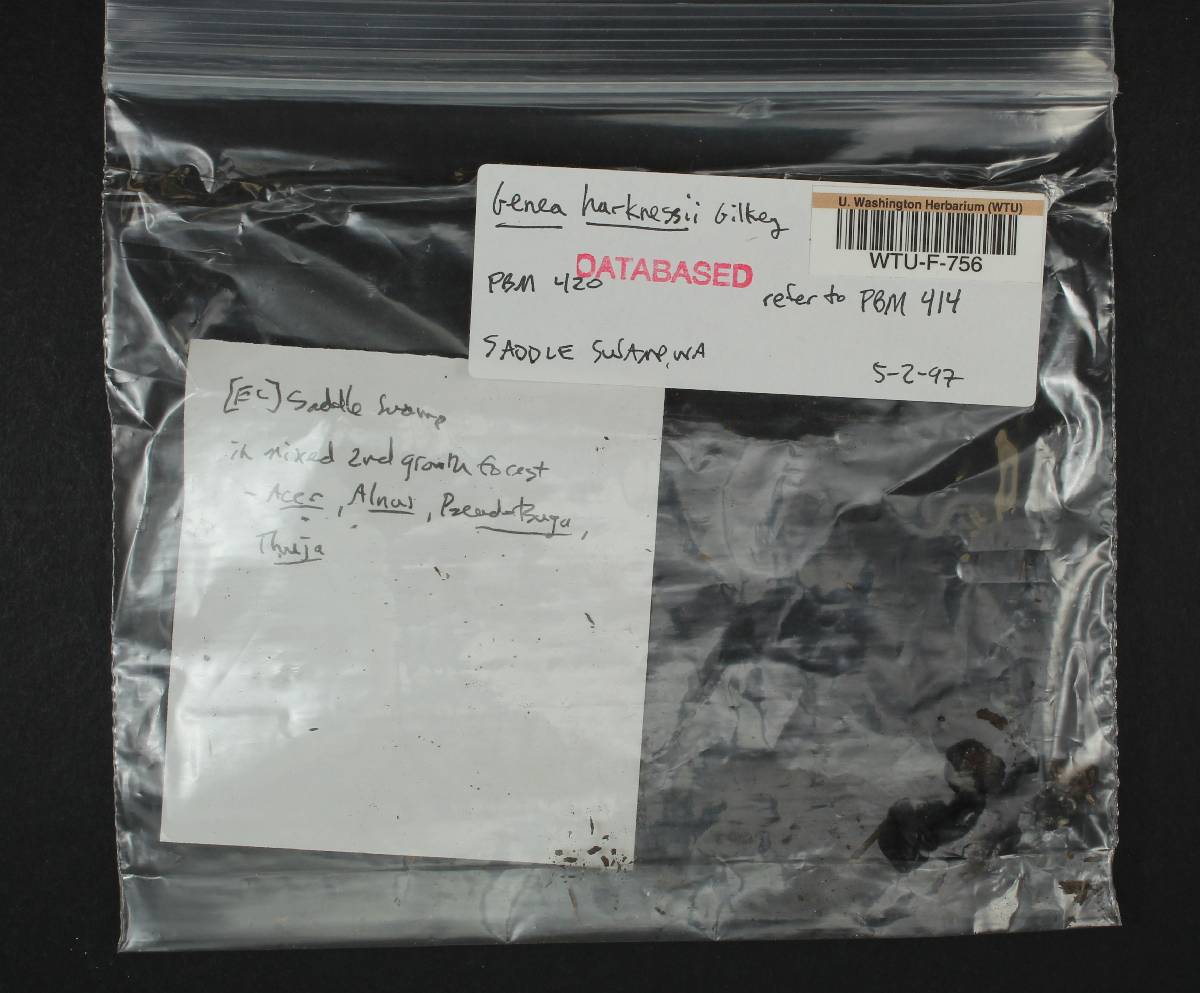 Genea harknessii Gilkey
U. Washington Herbarium (WTU)
WTU-F-756
DATABASED
PBM 420
refer to PBM 414
SADDLE SWAMP, WA
5-2-97
[EC] Saddle Swamp
in mixed 2nd growth forest
- Acer, Alnus, Pseudotsuga,
Thuja